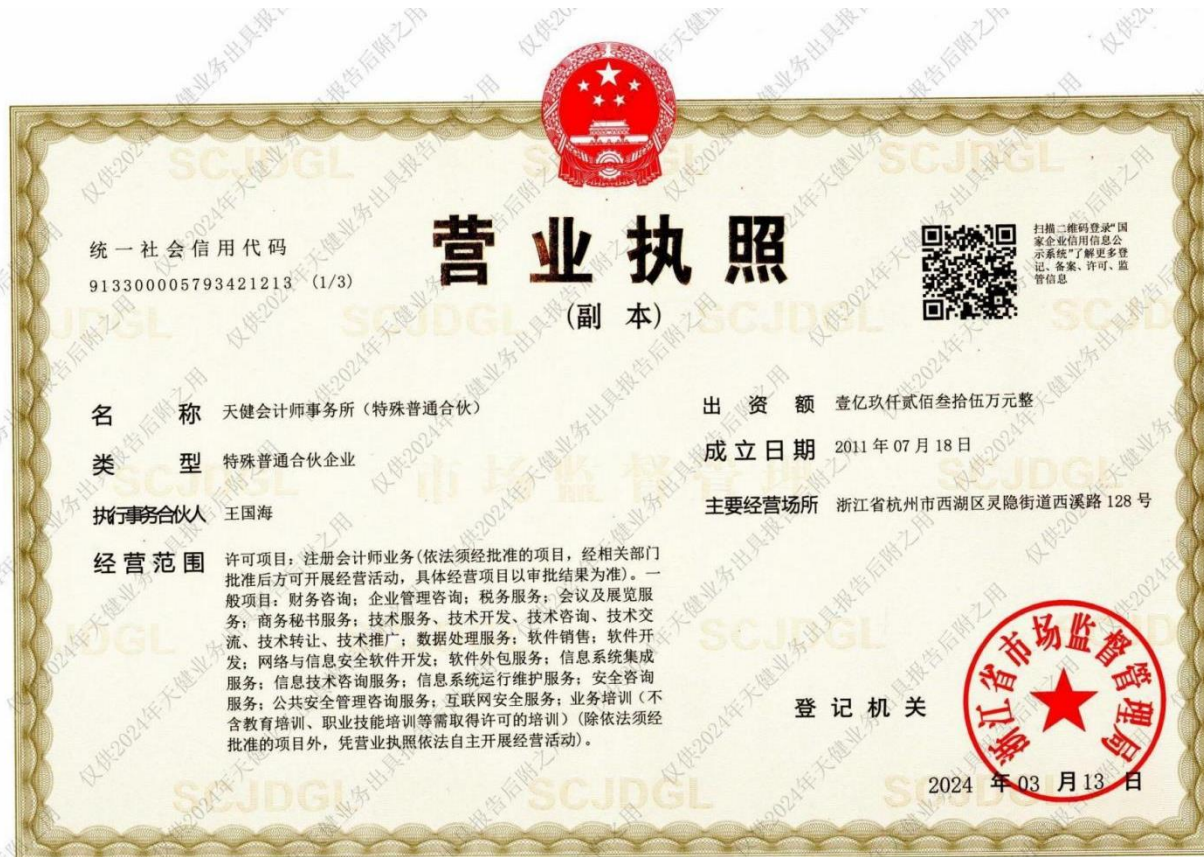 营业执照
(副 本)
统一社会信用代码
913300005793421213 (1/3)
扫描二维码登录“国
家企业信用信息公
示系统”了解更多登
记、备案、许可、监
管信息
名 称 天健会计师事务所（特殊普通合伙）
类 型 特殊普通合伙企业
执行事务合伙人 王国海
经营范围 许可项目：注册会计师业务(依法须经批准的项目，经相关部门
批准后方可开展经营活动，具体经营项目以审批结果为准)。一
般项目：财务咨询；企业管理咨询；税务服务；会议及展览服
务；商务秘书服务；技术服务、技术开发、技术咨询、技术交
流、技术转让、技术推广；数据处理服务；软件销售；软件开
发；网络与信息安全软件开发；软件外包服务；信息系统集成
服务；信息技术咨询服务；信息系统运行维护服务；安全咨询
服务；公共安全管理咨询服务；互联网安全服务；业务培训（不
含教育培训、职业技能培训等需取得许可的培训）(除依法须经
批准的项目外，凭营业执照依法自主开展经营活动)。
出 资 额 壹亿玖仟贰佰叁拾伍万元整
成立日期 2011年07月18日
主要经营场所 浙江省杭州市西湖区灵隐街道西溪路128号
登记机关
浙江省市场监督管理局
2024 年 03 月 13 日
SCJDGL
市场监督管理
仅供2024年天健业务出具报告后附之用